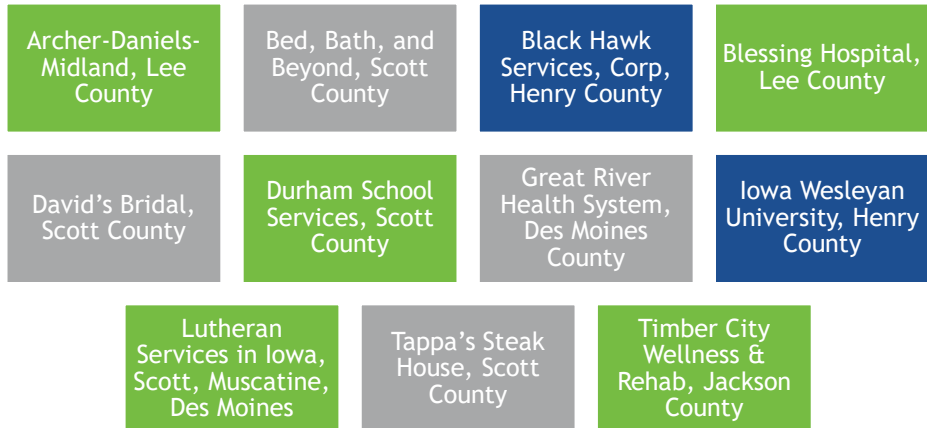 Archer-Daniels-
Midland, Lee
County
Bed, Bath, and
Beyond, Scott
County
Black Hawk
Services, Corp,
Henry County
Blessing Hospital,
Lee County
David’s Bridal,
Scott County
Durham School
Services, Scott
County
Great River
Health System,
Des Moines
County
Iowa Wesleyan
University, Henry
County
Lutheran
Services in Iowa,
Scott, Muscatine,
Des Moines
Tappa’s Steak
House, Scott
County
Timber City
Wellness &
Rehab, Jackson
County